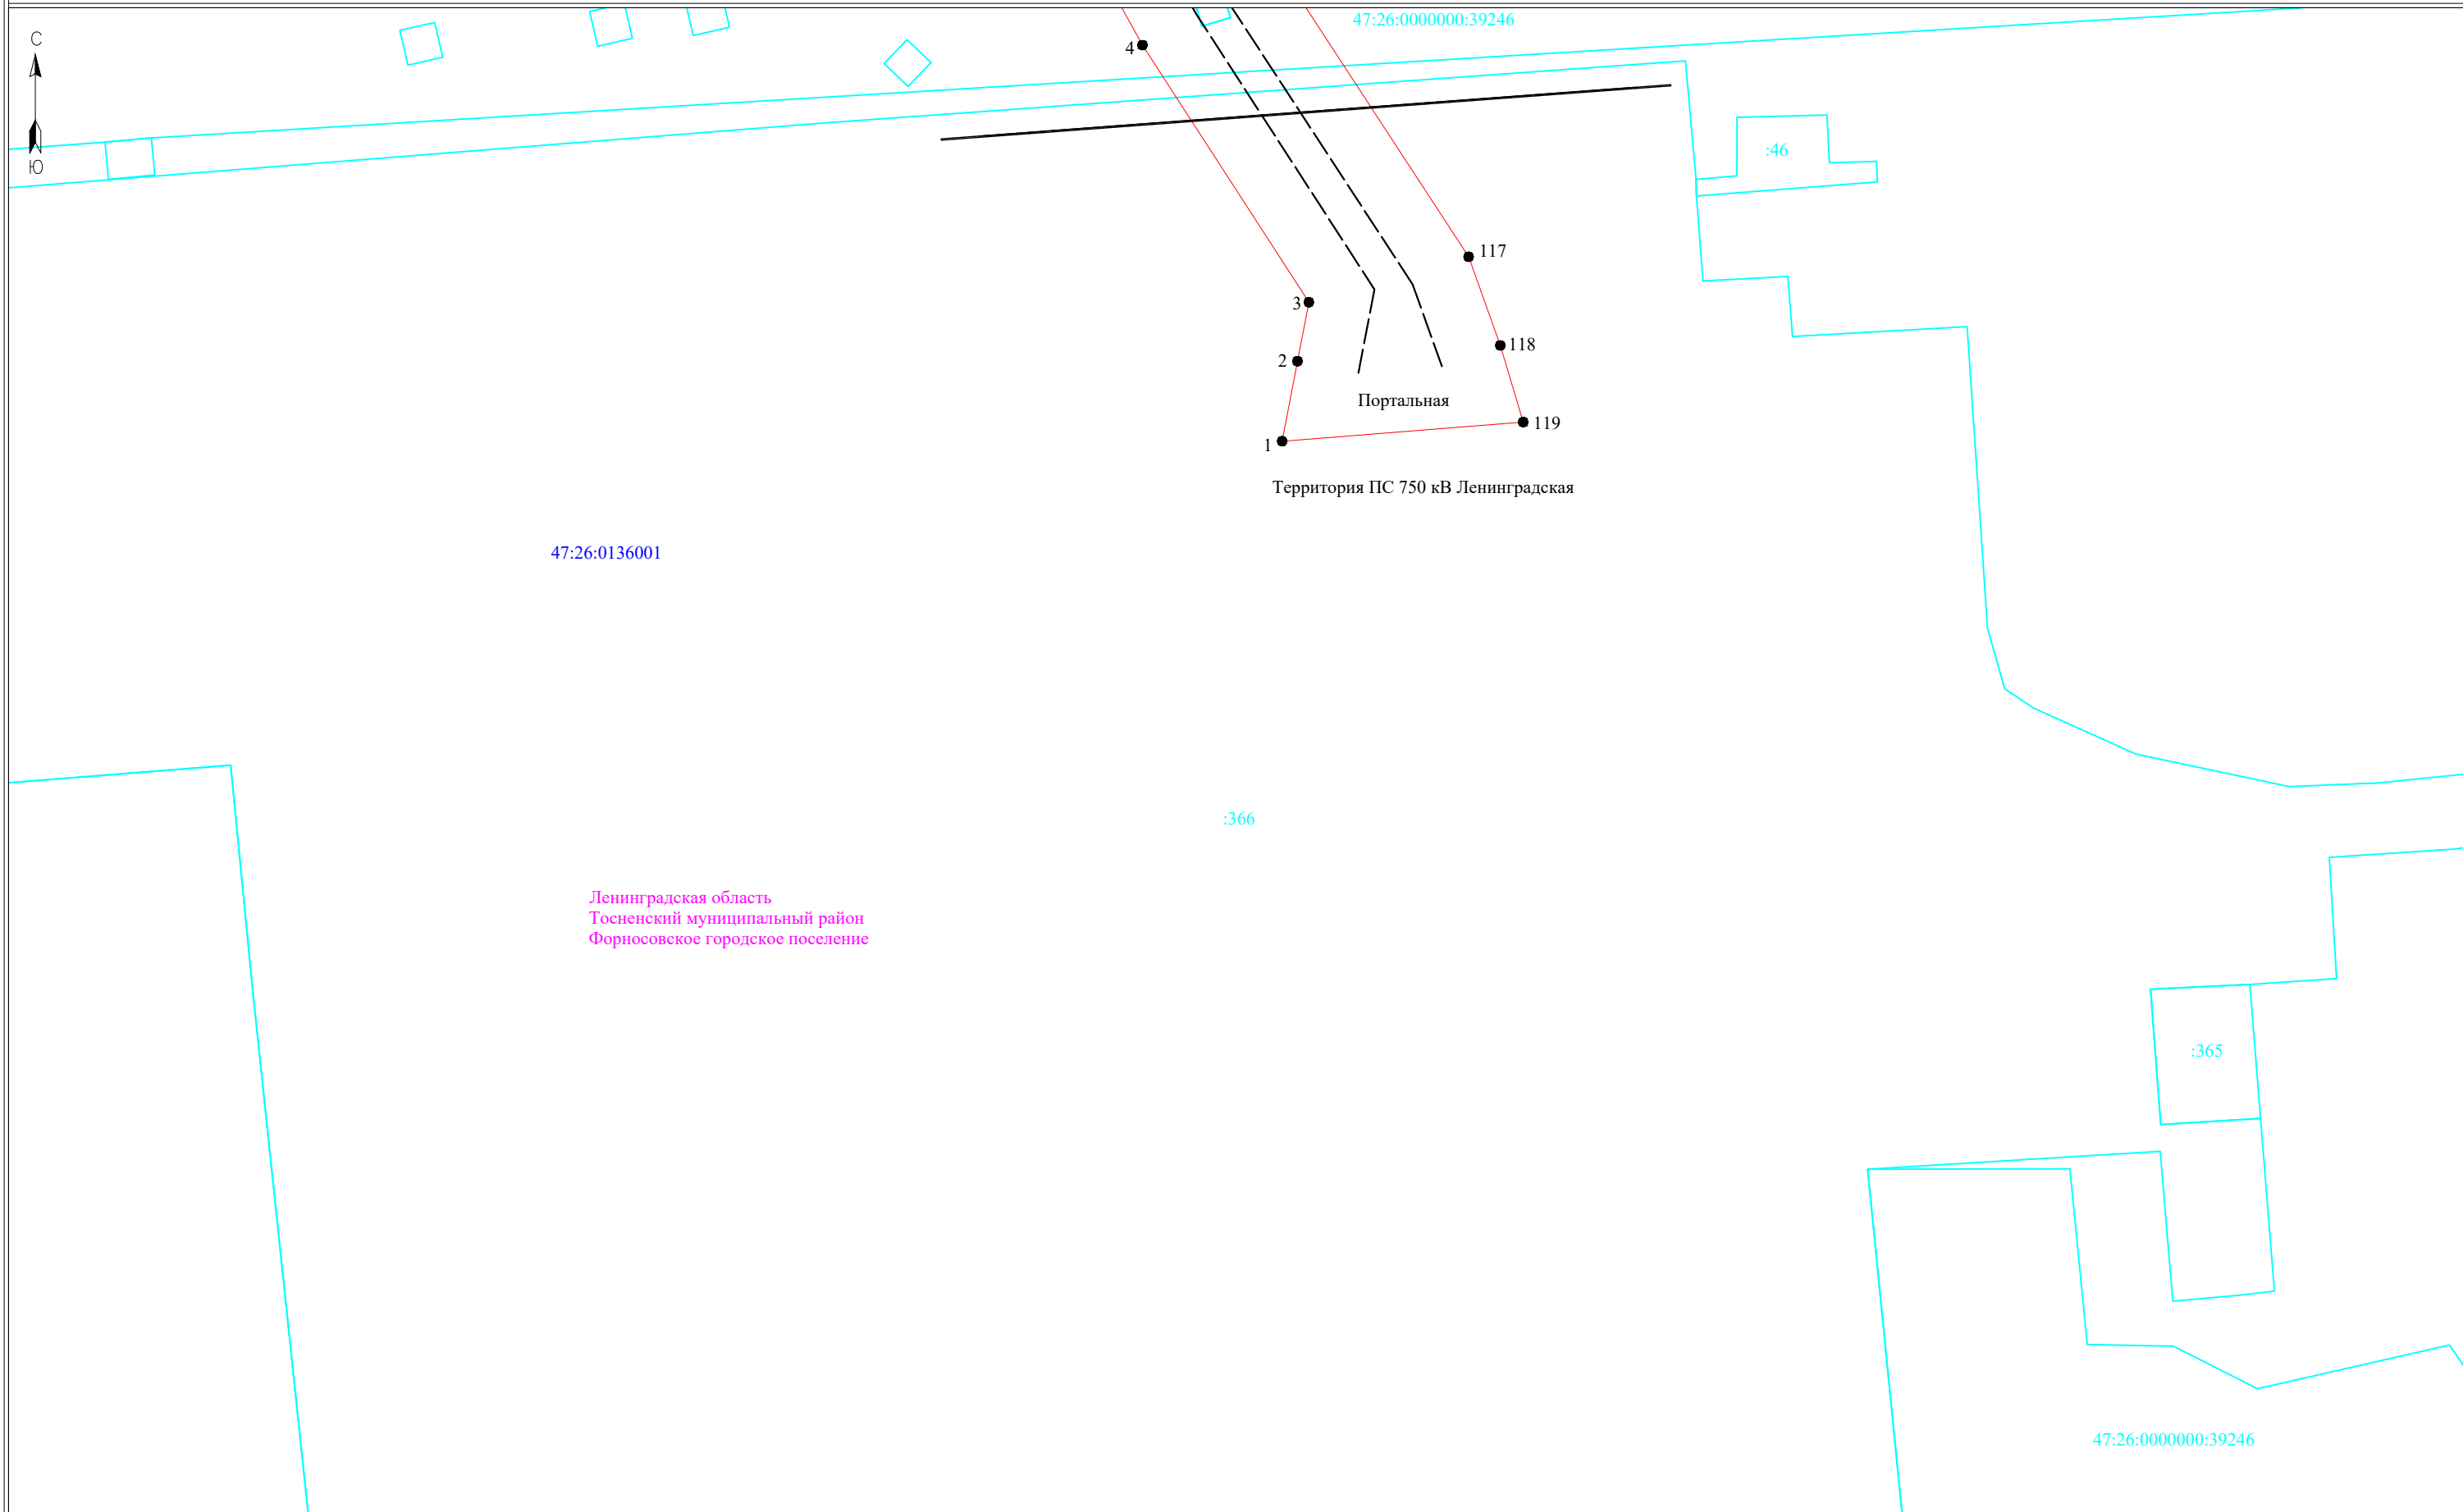 47:26:0000000:39246
С
4
Ю
:46
117
3
118
2
Портальная
119
1
Территория ПС 750 кВ Ленинградская
47:26:0136001
:366
Ленинградская область
Тосненский муниципальный район
Форносовское городское поселение
:365
47:26:0000000:39246